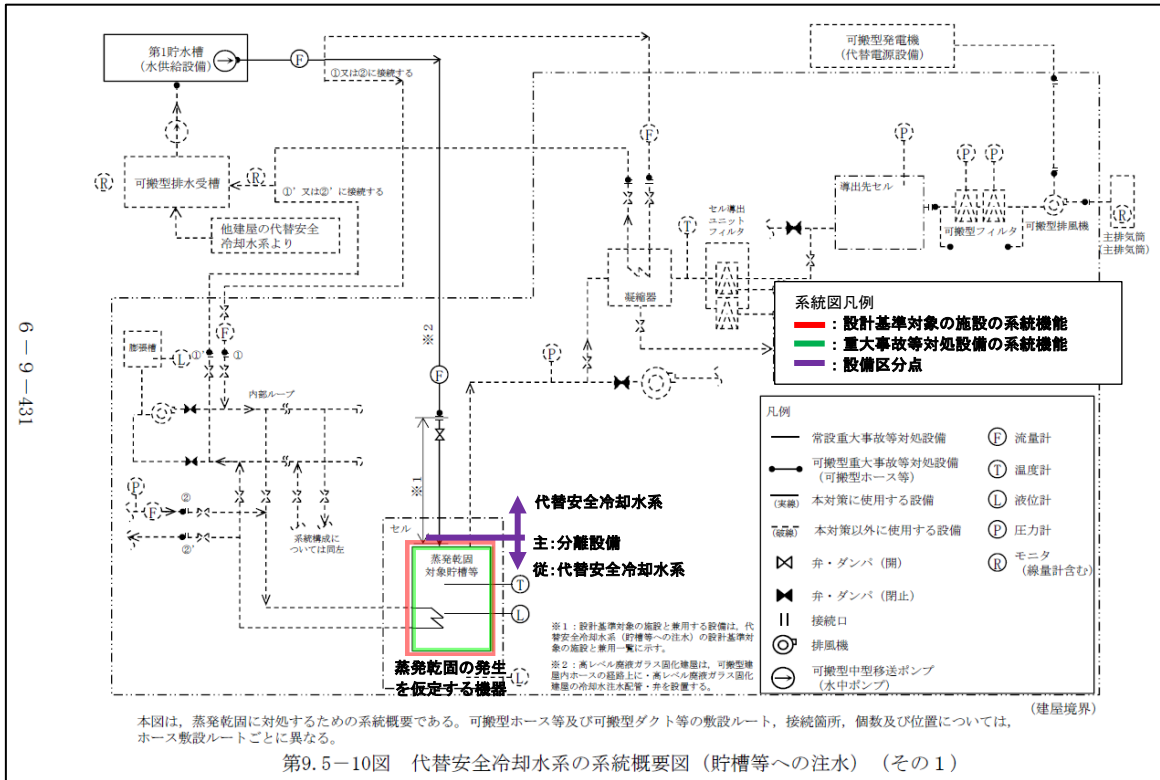 第1貯水槽
(水供給設備)
F
①又は②に接続する
可搬型発電機
(代替電源設備)
F
P
P
P
R
可搬型排水受槽
R
①’又は②’に接続する
他建屋の代替安全
冷却水系より
導出先セル
セル導出
ユニット
フィルタ
T
可搬型フィルタ
可搬型排風機
R
主排気筒
(主排気筒)
凝縮器
系統図凡例
:設計基準対象の施設の系統機能
:重大事故等対処設備の系統機能
:設備区分点
6-9-431
※2
F
膨張槽
L
①’
①
F
P
内部ループ
凡例
常設重大事故等対処設備
可搬型重大事故等対処設備
(可搬型ホース等)
(実線)
本対策に使用する設備
(破線)
本対策以外に使用する設備
弁・ダンパ(開)
弁・ダンパ(閉止)
接続口
排風機
可搬型中型移送ポンプ
(水中ポンプ)
F 流量計
T 温度計
L 液位計
P 圧力計
R モニタ
(線量計含む)
※1
P
F
②
②’
系統構成に
ついては同左
セル
代替安全冷却水系
主:分離設備
従:代替安全冷却水系
蒸発乾固
対象貯槽等
T
L
L
蒸発乾固の発生
を仮定する機器
※1:設計基準対象の施設と兼用する設備は,代
替安全冷却水系(貯槽等への注水)の設計基準対
象の施設と兼用一覧に示す。
※2:高レベル廃液ガラス固化建屋は,可搬型建
屋内ホースの経路上に・高レベル廃液ガラス固化
建屋の冷却水注水配管・弁を設置する。
(建屋境界)
本図は,蒸発乾固に対処するための系統概要である。可搬型ホース等及び可搬型ダクト等の敷設ルート,接続箇所,個数及び位置については,
ホース敷設ルートごとに異なる。
第9.5-10図 代替安全冷却水系の系統概要図(貯槽等への注水)(その1)